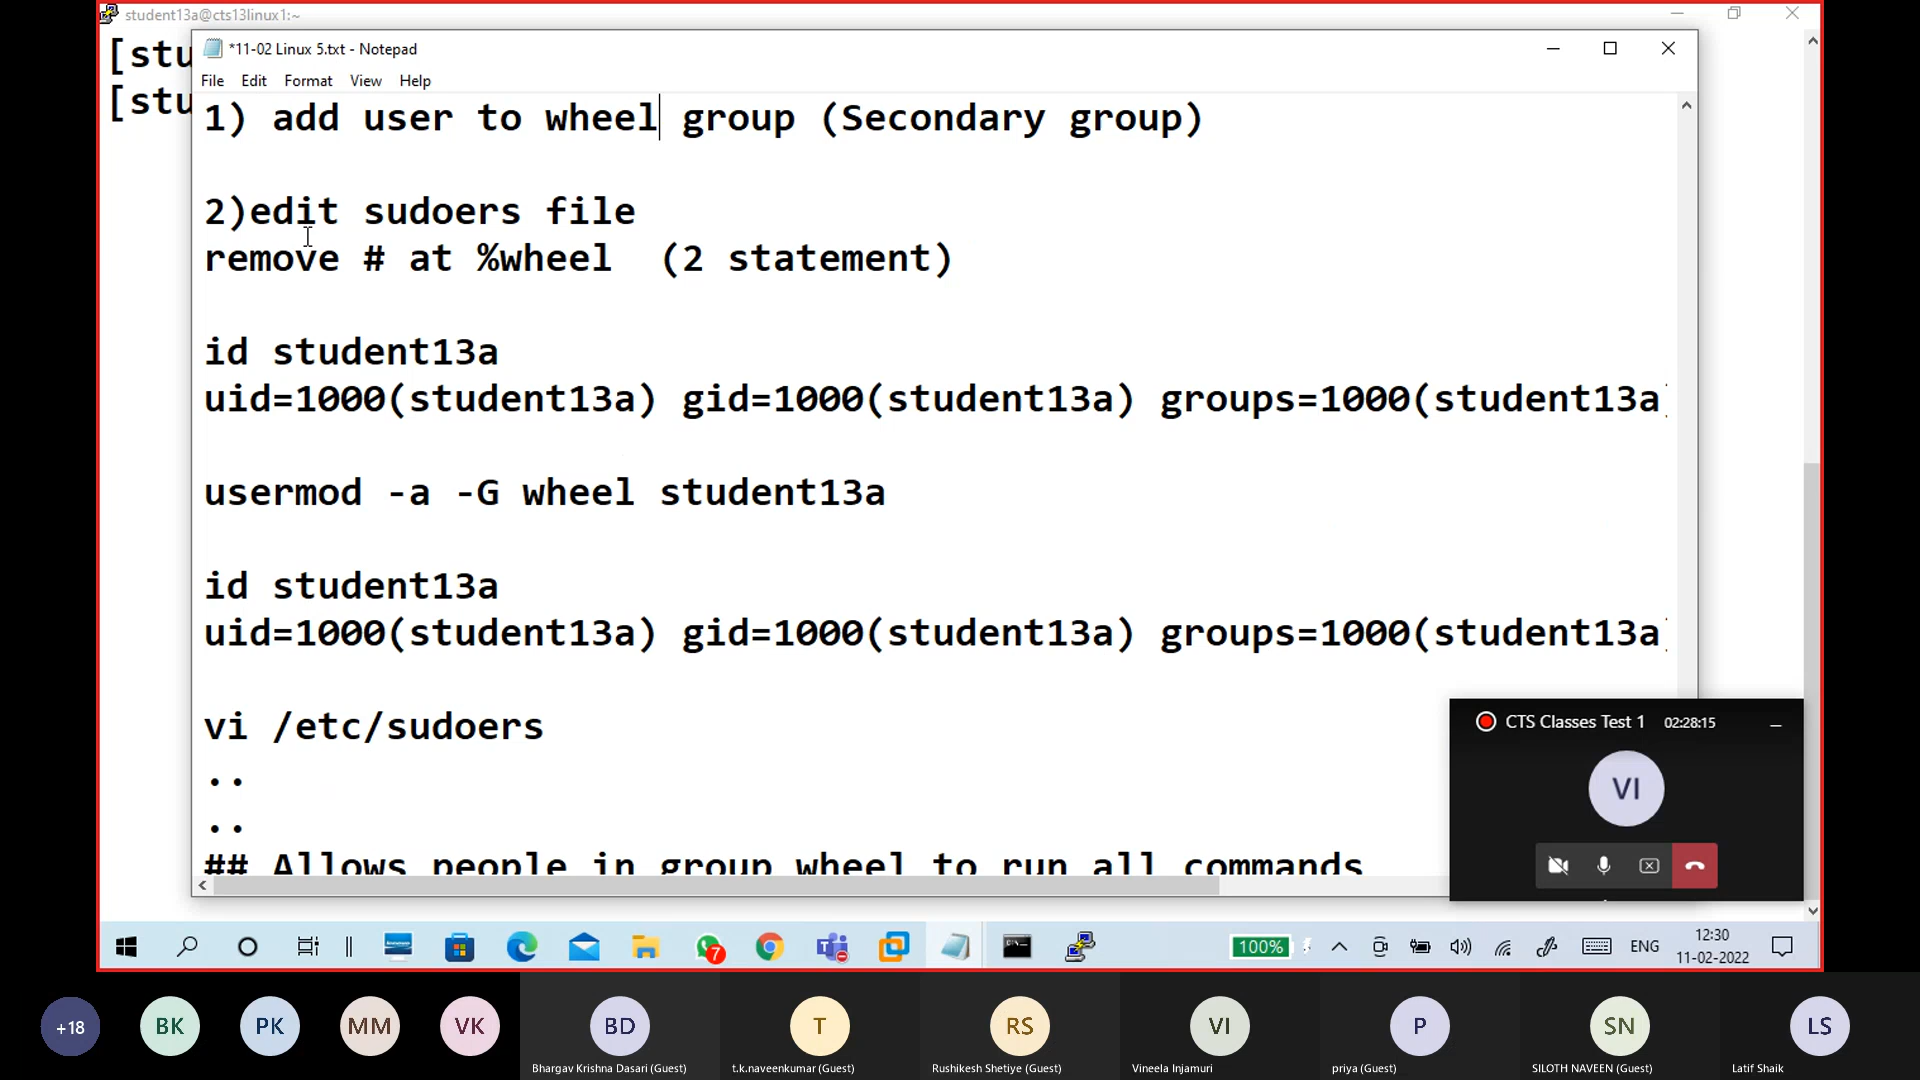 student13a@cts13linux1:~
[stu
[stu
*11-02 Linux 5.txt - Notepad
File Edit Format View Help
1) add user to wheel group (Secondary group)
2)edit sudoers file
remove # at %wheel (2 statement)
id student13a
uid=1000(student13a) gid=1000(student13a) groups=1000(student13a)
usermod -a -G wheel student13a
id student13a
uid=1000(student13a) gid=1000(student13a) groups=1000(student13a)
vi /etc/sudoers
..
..
## Allows people in group wheel to run all commands
CTS Classes Test 1 02:28:15
VI
7
100%
ENG
12:30
11-02-2022
+18
BK
PK
MM
VK
BD
T
RS
VI
P
SN
LS
Bhargav Krishna Dasari (Guest)
t.k.naveenkumar (Guest)
Rushikesh Shetiye (Guest)
Vineela Injamuri
priya (Guest)
SILOTH NAVEEN (Guest)
Latif Shaik